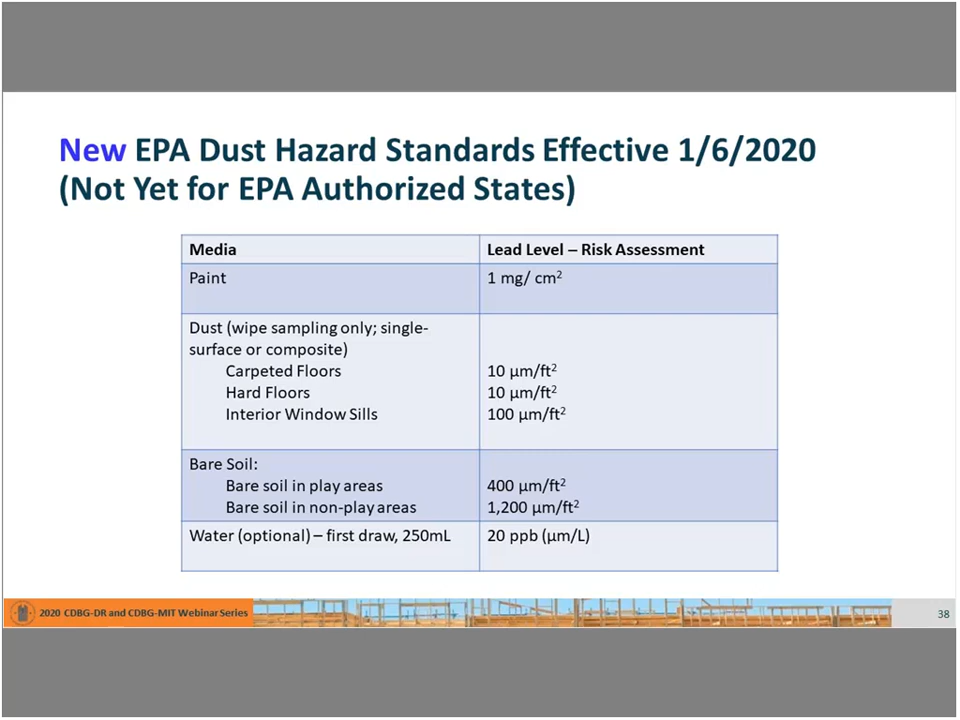 New EPA Dust Hazard Standards Effective 1/6/2020
(Not Yet for EPA Authorized States)
Media Lead Level – Risk Assessment
Paint 1 mg/ cm²
Dust (wipe sampling only; single-
surface or composite)
Carpeted Floors 10 µm/ft²
Hard Floors 10 µm/ft²
Interior Window Sills 100 µm/ft²
Bare Soil:
Bare soil in play areas 400 µm/ft²
Bare soil in non-play areas 1,200 µm/ft²
Water (optional) – first draw, 250mL 20 ppb (µm/L)
2020 CDBG-DR and CDBG-MIT Webinar Series 38